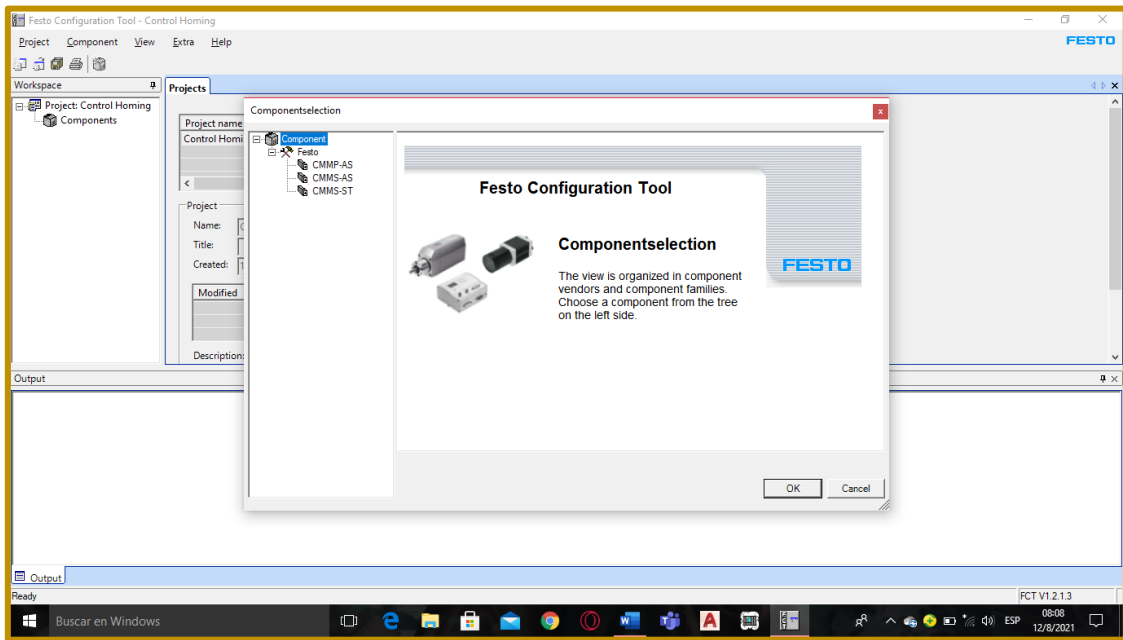 Festo Configuration Tool - Control Homing
Project Component View Extra Help
FESTO
Workspace
Projects
Project: Control Homing
Components
Project name
Control Homi
Project
Name:
Title:
Created:
Modified
Description:
Componentselection
Component
Festo
CMMP-AS
CMMS-AS
CMMS-ST
Festo Configuration Tool
Componentselection
The view is organized in component
vendors and component families.
Choose a component from the tree
on the left side.
FESTO
OK Cancel
Output
Output
Ready
FCT V1.2.1.3
Buscar en Windows
ESP
08:08
12/8/2021